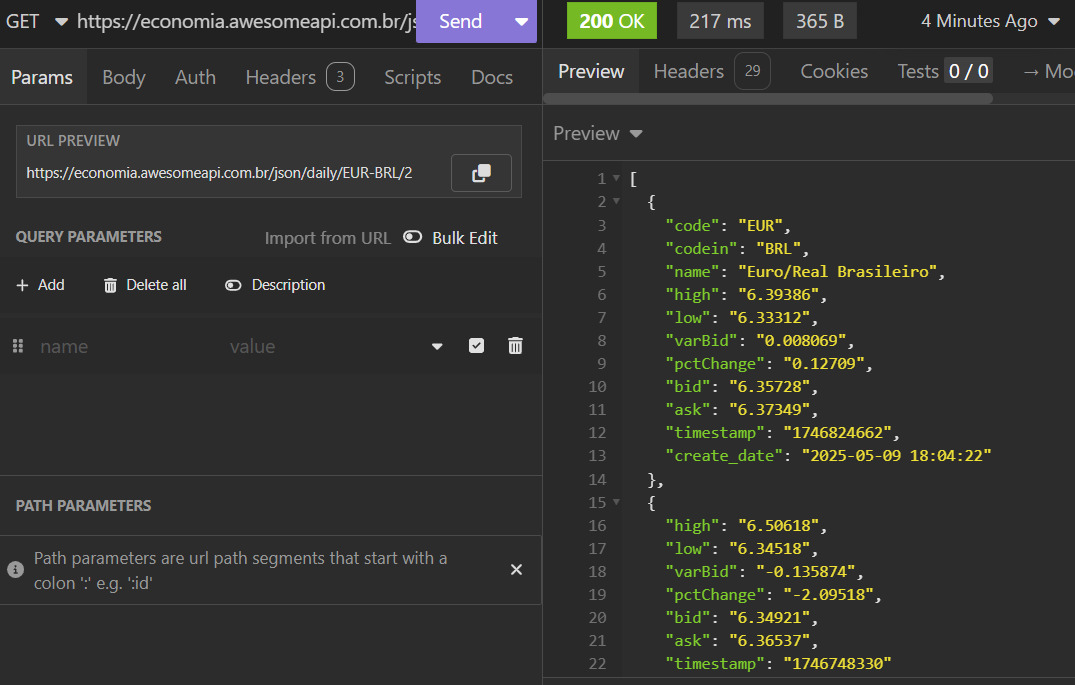 GET https://economia.awesomeapi.com.br/js Send
Params Body Auth Headers 3 Scripts Docs
URL PREVIEW
https://economia.awesomeapi.com.br/json/daily/EUR-BRL/2
QUERY PARAMETERS Import from URL Bulk Edit
+ Add Delete all Description
name value
PATH PARAMETERS
Path parameters are url path segments that start with a
colon ':' e.g. ':id'
200 OK 217 ms 365 B 4 Minutes Ago
Preview Headers 29 Cookies Tests 0 / 0 → Mo
Preview
1 [
2 {
3 "code": "EUR",
4 "codein": "BRL",
5 "name": "Euro/Real Brasileiro",
6 "high": "6.39386",
7 "low": "6.33312",
8 "varBid": "0.008069",
9 "pctChange": "0.12709",
10 "bid": "6.35728",
11 "ask": "6.37349",
12 "timestamp": "1746824662",
13 "create_date": "2025-05-09 18:04:22"
14 },
15 {
16 "high": "6.50618",
17 "low": "6.34518",
18 "varBid": "-0.135874",
19 "pctChange": "-2.09518",
20 "bid": "6.34921",
21 "ask": "6.36537",
22 "timestamp": "1746748330"